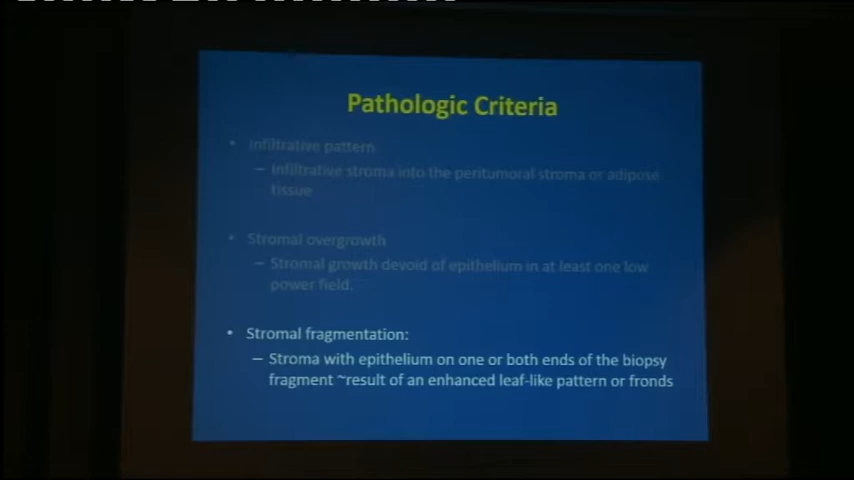 Pathologic Criteria
• Infiltrative pattern
– Infiltrative stroma into the peritumoral stroma or adipose
tissue
• Stromal overgrowth
– Stromal growth devoid of epithelium in at least one low
power field.
• Stromal fragmentation:
– Stroma with epithelium on one or both ends of the biopsy
fragment ~result of an enhanced leaf-like pattern or fronds